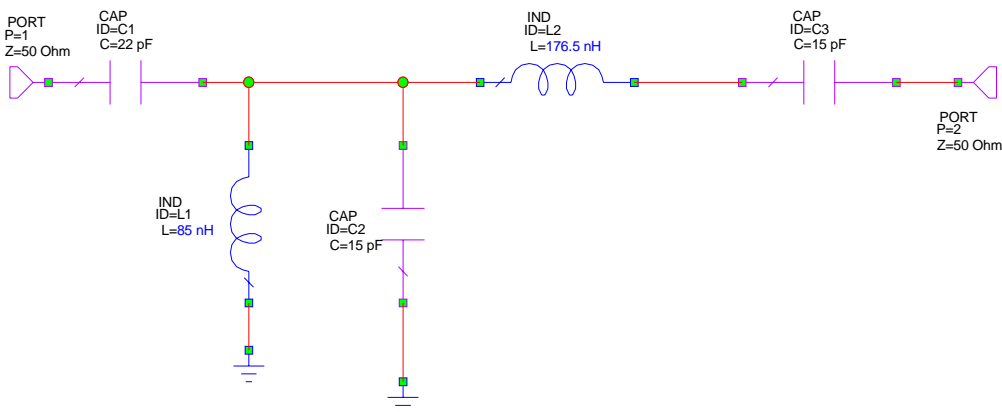 PORT
P=1
Z=50 Ohm
CAP
ID=C1
C=22 pF
IND
ID=L2
L=176.5 nH
CAP
ID=C3
C=15 pF
PORT
P=2
Z=50 Ohm
IND
ID=L1
L=85 nH
CAP
ID=C2
C=15 pF